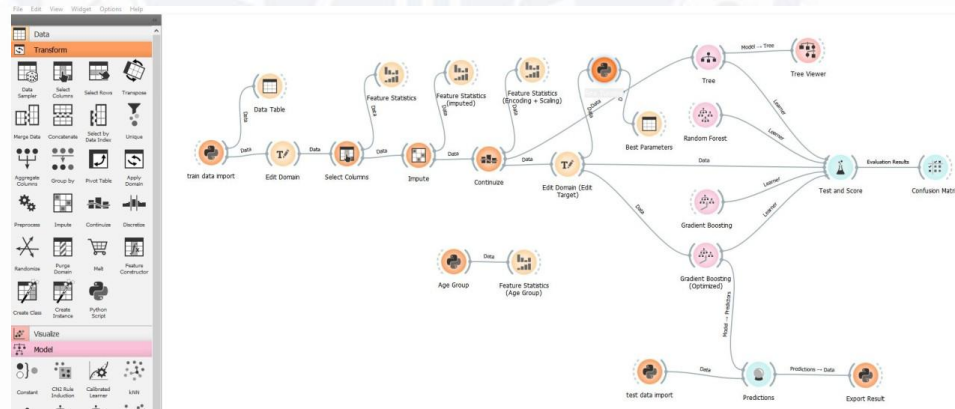 File Edit View Widget Options Help
Data
Transform
Data Sampler
Select Columns
Select Rows
Transpose
Merge Data
Concatenate
Select by Data Index
Unique
Aggregate Columns
Group by
Pivot Table
Apply Domain
Preprocess
Impute
Continuize
Discretize
Randomize
Purge Domain
Melt
Feature Constructor
Create Class
Create Instance
Python Script
Visualize
Model
Constant
CN2 Rule Induction
Calibrated Learner
kNN
train data import
Data
Data
Data Table
Edit Domain
Data
Select Columns
Data
Feature Statistics
Data
Impute
Data
Feature Statistics
(Imputed)
Data
Continuize
Data
Feature Statistics
(Encoding + Scaling)
Data
Edit Domain (Edit
Target)
Data
Best Parameters
Tree
Model → Tree
Tree Viewer
Learner
Random Forest
Learner
Data
Test and Score
Evaluation Results
Confusion Matri
Gradient Boosting
Learner
Data
Gradient Boosting
(Optimized)
Learner
Model → Predictors
Age Group
Data
Feature Statistics
(Age Group)
test data import
Data
Predictions
Predictions → Data
Export Result